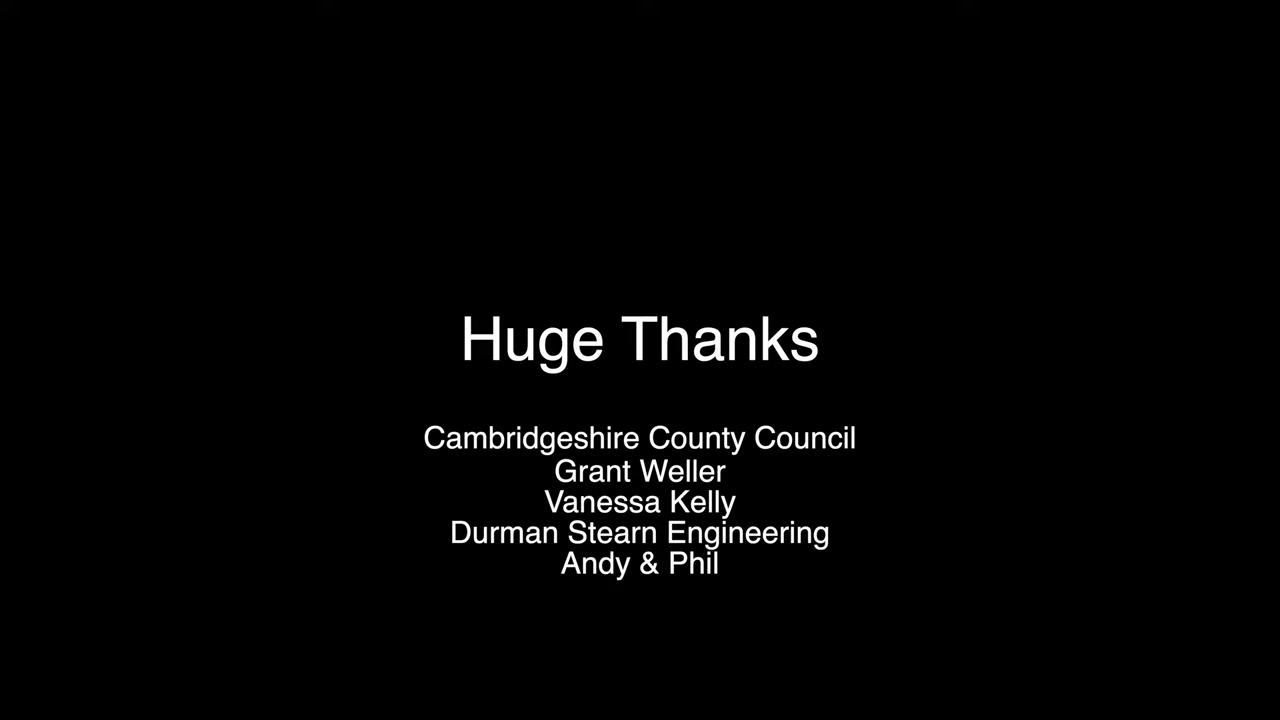 Huge Thanks
Cambridgeshire County Council
Grant Weller
Vanessa Kelly
Durman Stearn Engineering
Andy & Phil